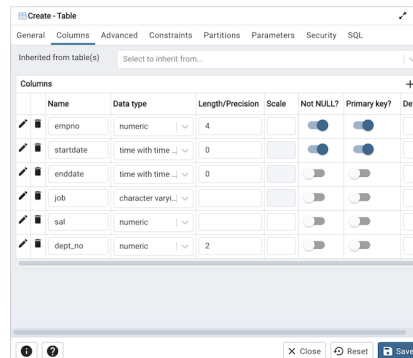 Create - Table
General Columns Advanced Constraints Partitions Parameters Security SQL
Inherited from table(s) Select to inherit from...
Columns
Name Data type Length/Precision Scale Not NULL? Primary key? De
empno numeric 4
startdate time with time ... 0
enddate time with time ... 0
job character varyi...
sal numeric
dept_no numeric 2
Close Reset Save